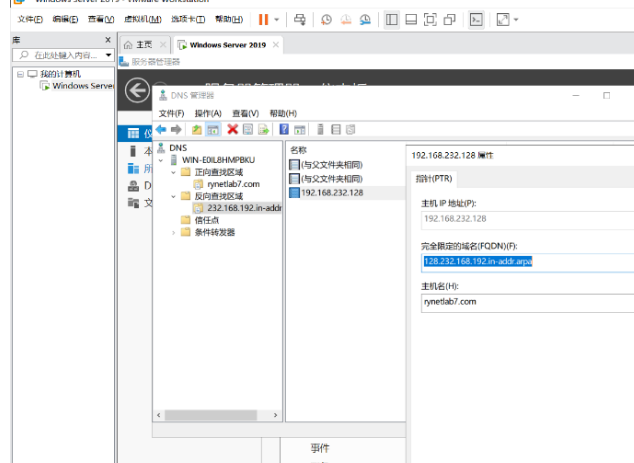 Windows Server 2019 - VMware Workstation
文件(F) 编辑(E) 查看(V) 虚拟机(M) 选项卡(T) 帮助(H)
库 ×
在此处键入内容...
我的计算机
Windows Server
主页 ×
Windows Server 2019 ×
服务器管理器
DNS 管理器
文件(F) 操作(A) 查看(V) 帮助(H)
DNS
WIN-E0IL8HMPBKU
正向查找区域
rynetlab7.com
反向查找区域
232.168.192.in-addr
信任点
条件转发器
名称
(与父文件夹相同)
(与父文件夹相同)
192.168.232.128
192.168.232.128 属性
指针(PTR)
主机 IP 地址(P):
192.168.232.128
完全限定的域名(FQDN)(F):
128.232.168.192.in-addr.arpa
主机名(H):
rynetlab7.com
事件